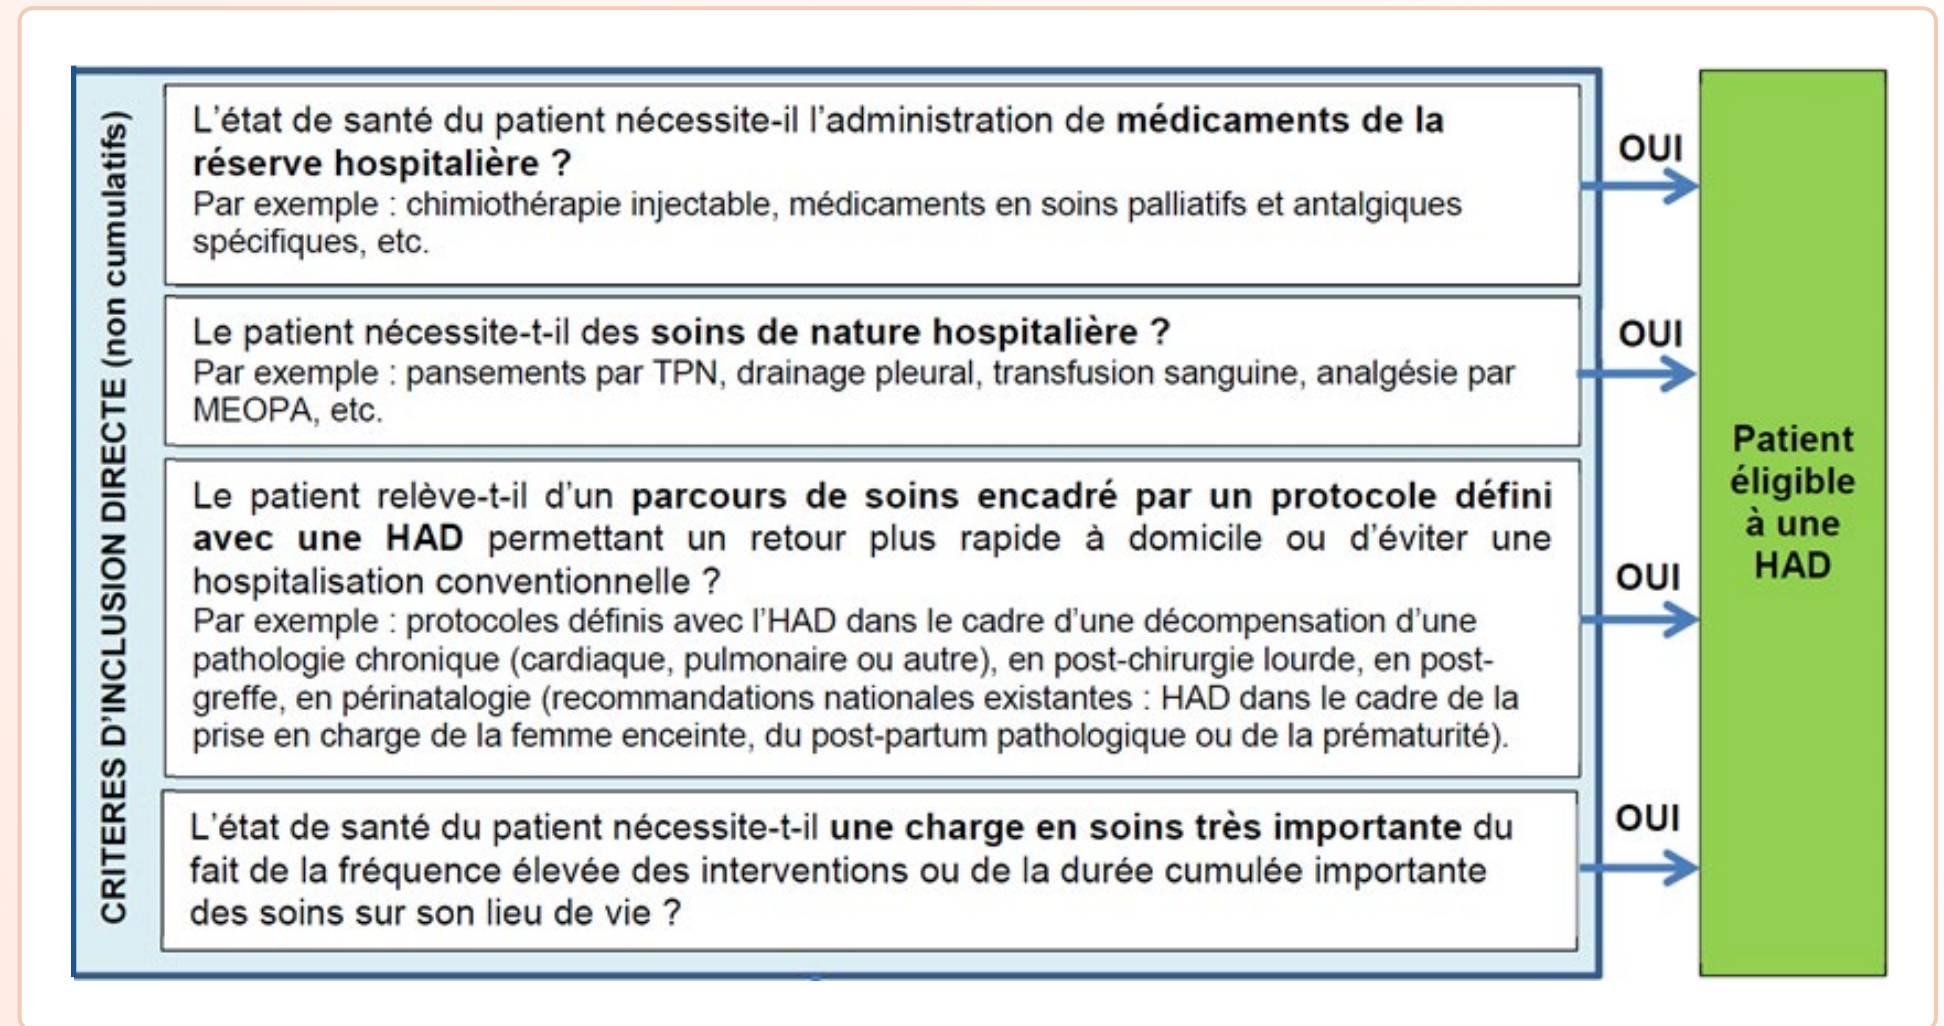 CRITERES D'INCLUSION DIRECTE (non cumulatifs)
L'état de santé du patient nécessite-il l'administration de médicaments de la
réserve hospitalière ?
Par exemple : chimiothérapie injectable, médicaments en soins palliatifs et antalgiques
spécifiques, etc.
OUI
Le patient nécessite-t-il des soins de nature hospitalière ?
Par exemple : pansements par TPN, drainage pleural, transfusion sanguine, analgésie par
MEOPA, etc.
OUI
Le patient relève-t-il d'un parcours de soins encadré par un protocole défini
avec une HAD permettant un retour plus rapide à domicile ou d'éviter une
hospitalisation conventionnelle ?
Par exemple : protocoles définis avec l'HAD dans le cadre d'une décompensation d'une
pathologie chronique (cardiaque, pulmonaire ou autre), en post-chirurgie lourde, en post-
greffe, en périnatalogie (recommandations nationales existantes : HAD dans le cadre de la
prise en charge de la femme enceinte, du post-partum pathologique ou de la prématurité).
OUI
L'état de santé du patient nécessite-t-il une charge en soins très importante du
fait de la fréquence élevée des interventions ou de la durée cumulée importante
des soins sur son lieu de vie ?
OUI
Patient
éligible
à une
HAD